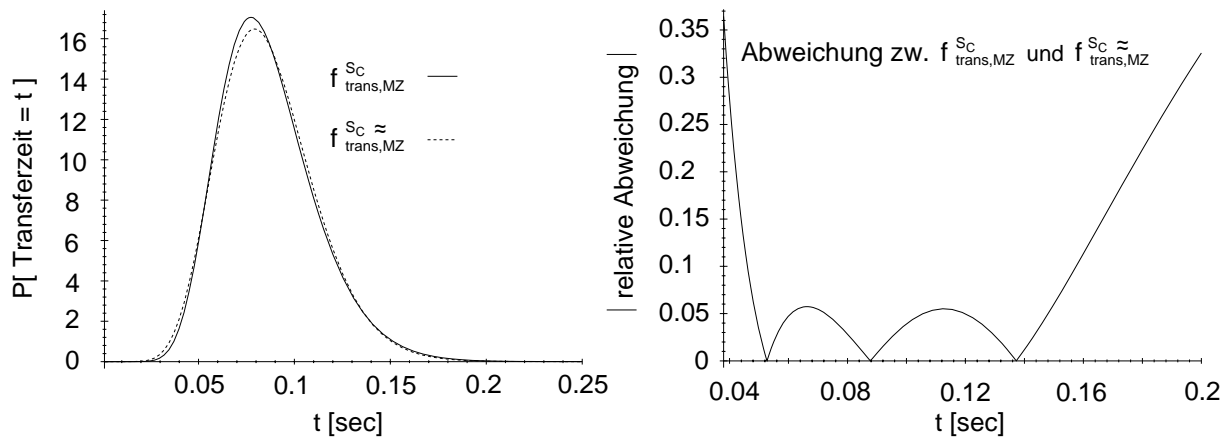 P[ Transferzeit = t ]
16
14
12
10
8
6
4
2
0
f S_C trans,MZ
f S_C ≈ trans,MZ
0.05 0.1 0.15 0.2 0.25
t [sec]
| relative Abweichung |
0.35
0.3
0.25
0.2
0.15
0.1
0.05
0
Abweichung zw. f S_C trans,MZ und f S_C ≈ trans,MZ
0.04 0.08 0.12 0.16 0.2
t [sec]